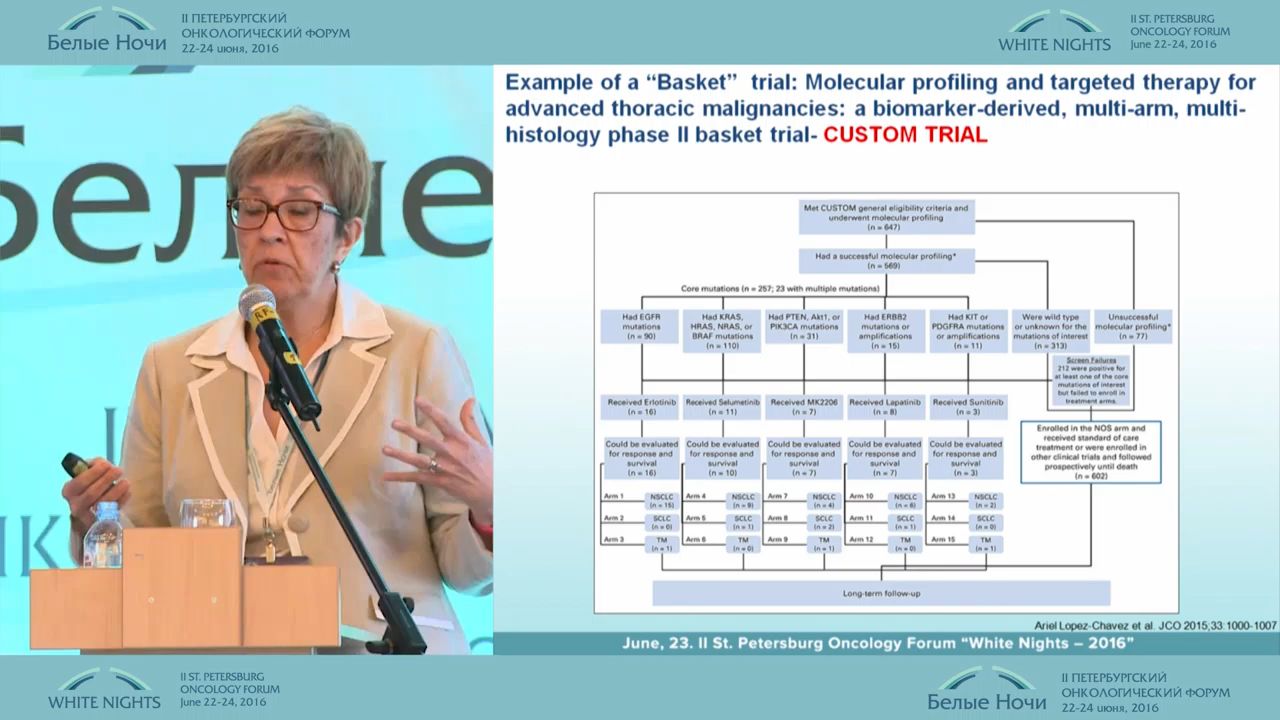 II ПЕТЕРБУРГСКИЙ
ОНКОЛОГИЧЕСКИЙ ФОРУМ
22-24 июня, 2016
Белые Ночи
WHITE NIGHTS
II ST. PETERSBURG
ONCOLOGY FORUM
June 22-24, 2016
Белые
Example of a “Basket” trial: Molecular profiling and targeted therapy for
advanced thoracic malignancies: a biomarker-derived, multi-arm, multi-
histology phase II basket trial- CUSTOM TRIAL
Met CUSTOM general eligibility criteria and
underwent molecular profiling
(n = 647)
Had a successful molecular profiling*
(n = 569)
Core mutations (n = 257; 23 with multiple mutations)
Had EGFR
mutations
(n = 90)
Had KRAS,
HRAS, NRAS, or
BRAF mutations
(n = 110)
Had PTEN, Akt1, or
PIK3CA mutations
(n = 31)
Had ERBB2
mutations or
amplifications
(n = 15)
Had KIT or
PDGFRA mutations
or amplifications
(n = 11)
Were wild type
or unknown for the
mutations of interest
(n = 313)
Unsuccessful
molecular profiling*
(n = 77)
Screen Failures
212 were positive for
at least one of the core
mutations of interest
but failed to enroll in
treatment arms.
Received Erlotinib
(n = 16)
Received Selumetinib
(n = 11)
Received MK2206
(n = 7)
Received Lapatinib
(n = 8)
Received Sunitinib
(n = 3)
Enrolled in the NOS arm and
received standard of care
treatment or were enrolled in
other clinical trials and followed
prospectively until death
(n = 602)
Could be evaluated
for response and
survival
(n = 16)
Could be evaluated
for response and
survival
(n = 10)
Could be evaluated
for response and
survival
(n = 7)
Could be evaluated
for response and
survival
(n = 7)
Could be evaluated
for response and
survival
(n = 3)
Arm 1 NSCLC
(n = 15)
Arm 2 SCLC
(n = 0)
Arm 3 TM
(n = 1)
Arm 4 NSCLC
(n = 9)
Arm 5 SCLC
(n = 1)
Arm 6 TM
(n = 0)
Arm 7 NSCLC
(n = 4)
Arm 8 SCLC
(n = 2)
Arm 9 TM
(n = 1)
Arm 10 NSCLC
(n = 6)
Arm 11 SCLC
(n = 1)
Arm 12 TM
(n = 0)
Arm 13 NSCLC
(n = 2)
Arm 14 SCLC
(n = 0)
Arm 15 TM
(n = 1)
Long-term follow-up
Ariel Lopez-Chavez et al. JCO 2015;33:1000-1007
June, 23. II St. Petersburg Oncology Forum “White Nights – 2016”
WHITE NIGHTS
II ST. PETERSBURG
ONCOLOGY FORUM
June 22-24, 2016
Белые Ночи
II ПЕТЕРБУРГСКИЙ
ОНКОЛОГИЧЕСКИЙ ФОРУМ
22-24 июня, 2016